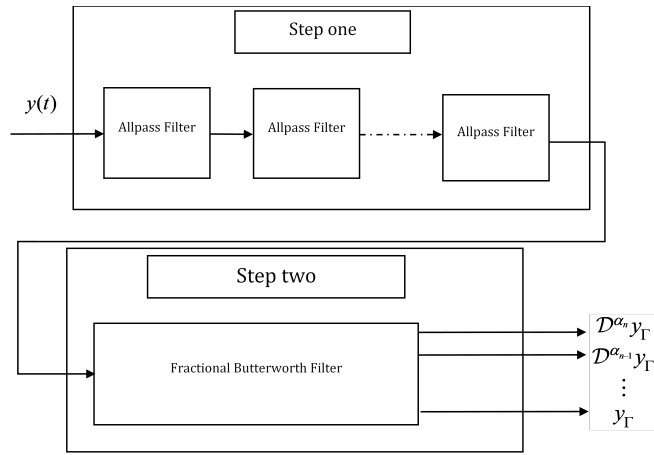 Step one
y(t)
Allpass Filter
Allpass Filter
Allpass Filter
Step two
Fractional Butterworth Filter
𝒟^{α_n} y_Γ
𝒟^{α_{n-1}} y_Γ
⋮
y_Γ